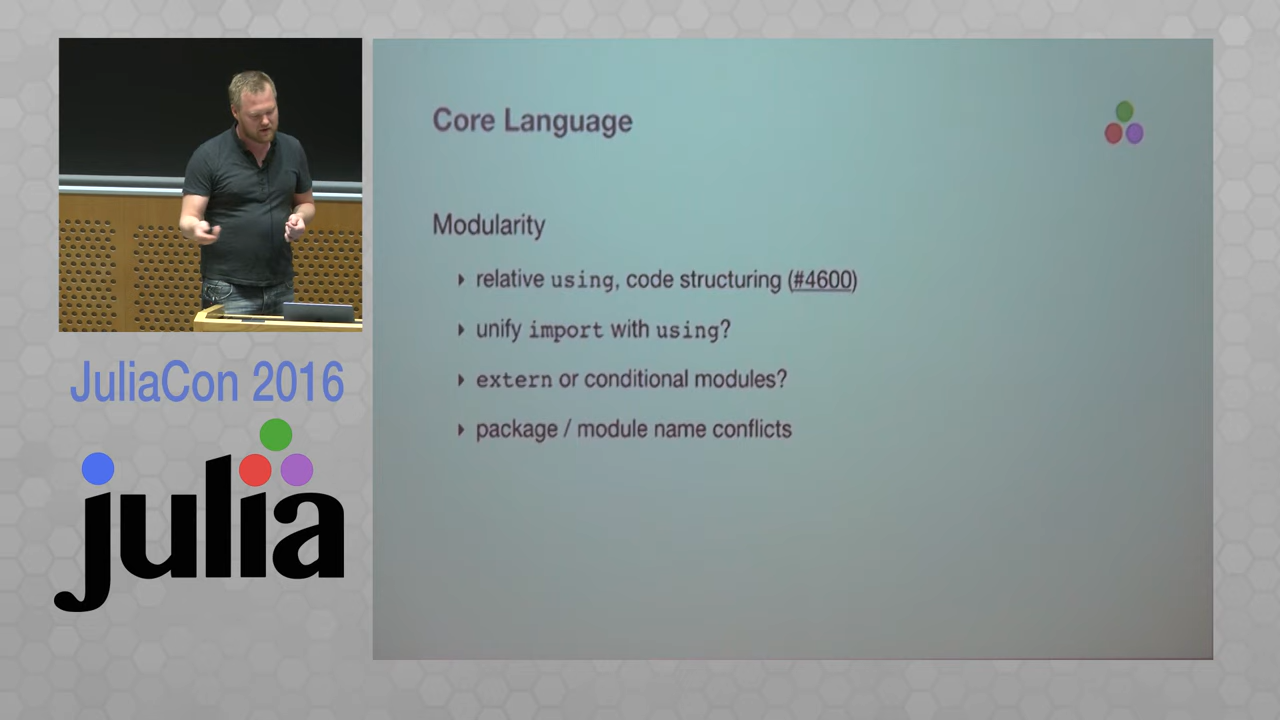 Core Language
Modularity
‣ relative using, code structuring (#4600)
‣ unify import with using?
‣ extern or conditional modules?
‣ package / module name conflicts
JuliaCon 2016
julia